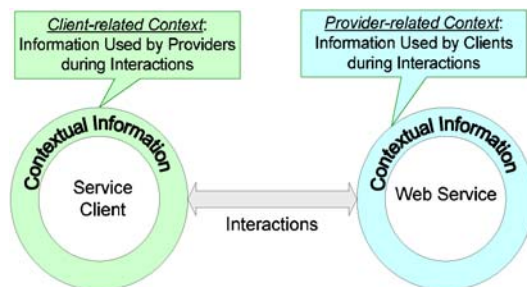 Client-related Context:
Information Used by Providers
during Interactions
Provider-related Context:
Information Used by Clients
during Interactions
Contextual Information
Service
Client
Interactions
Contextual Information
Web Service